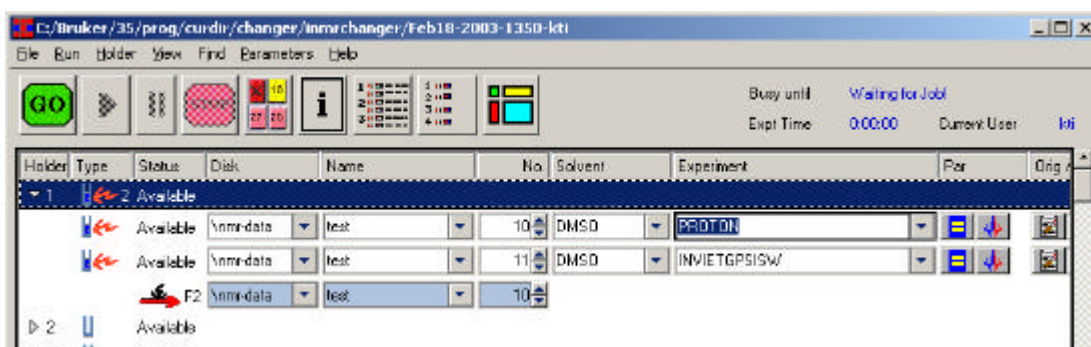 C:/Bruker/35/prog/curdir/changer/inmrchanger/Feb18-2003-1350-kti
File Run Holder View Find Parameters Help
GO STOP i Busy until Waiting for Job!
Expt Time 0:00:00 Current User kti
Holder Type Status Disk Name No. Solvent Experiment Par Orig
1 2 Available
Available \nmr-data test 10 DMSO PROTON
Available \nmr-data test 11 DMSO INVIETGPSISW
F2 \nmr-data test 10
2 Available